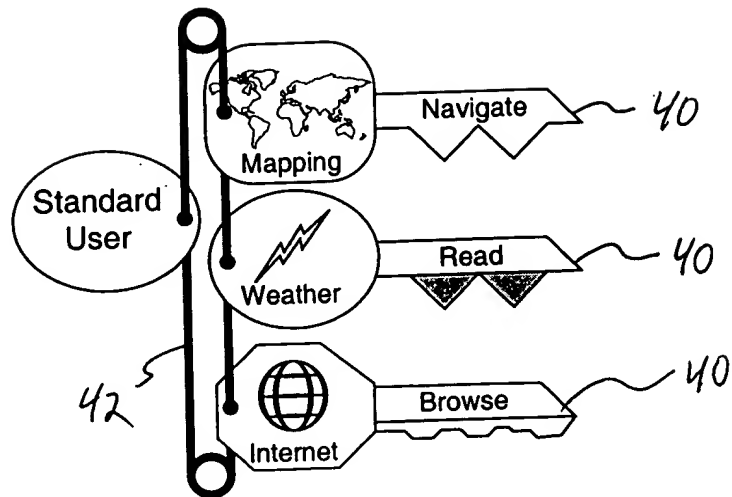 Navigate
40
Mapping
Standard
User
Read
40
Weather
42
Browse
40
Internet